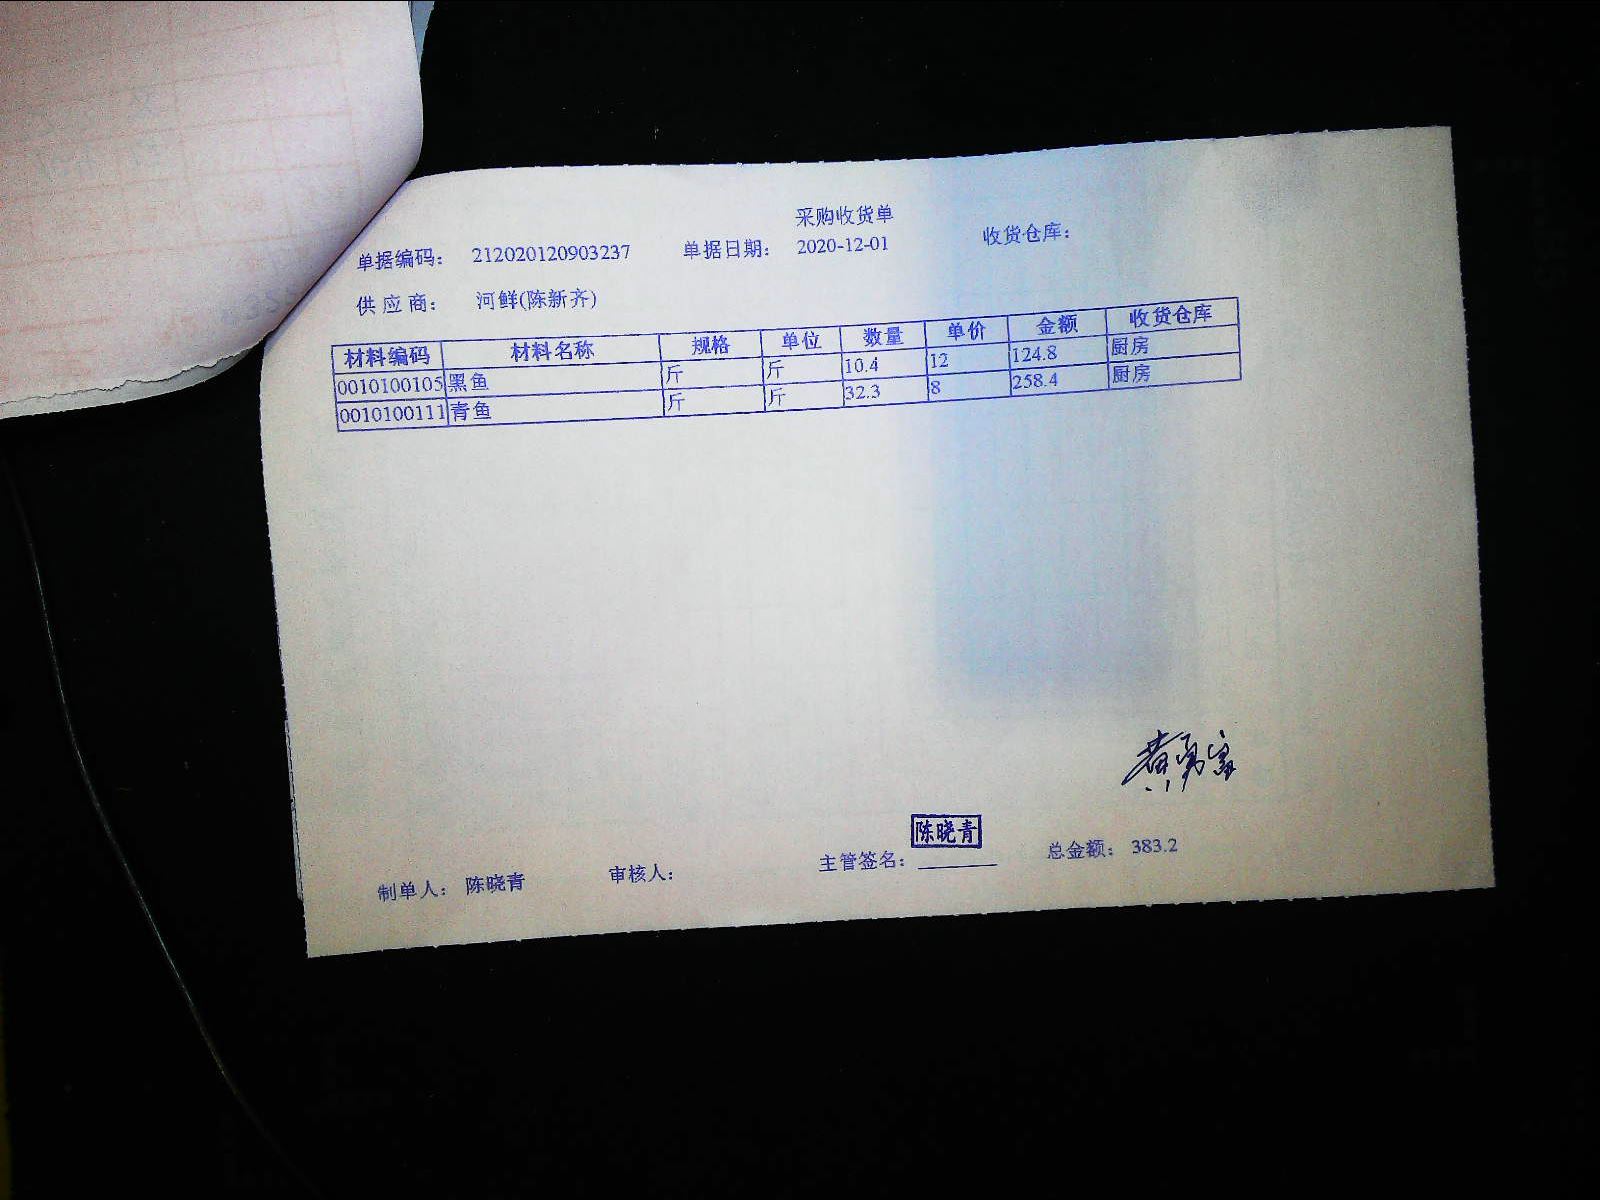 采购收货单
单据编码： 212020120903237 单据日期： 2020-12-01 收货仓库：
供 应 商： 河鲜(陈新齐)
材料编码 材料名称 规格 单位 数量 单价 金额 收货仓库
0010100105 黑鱼 斤 斤 10.4 12 124.8 厨房
0010100111 青鱼 斤 斤 32.3 8 258.4 厨房
陈晓青
制单人： 陈晓青 审核人： 主管签名： 总金额： 383.2